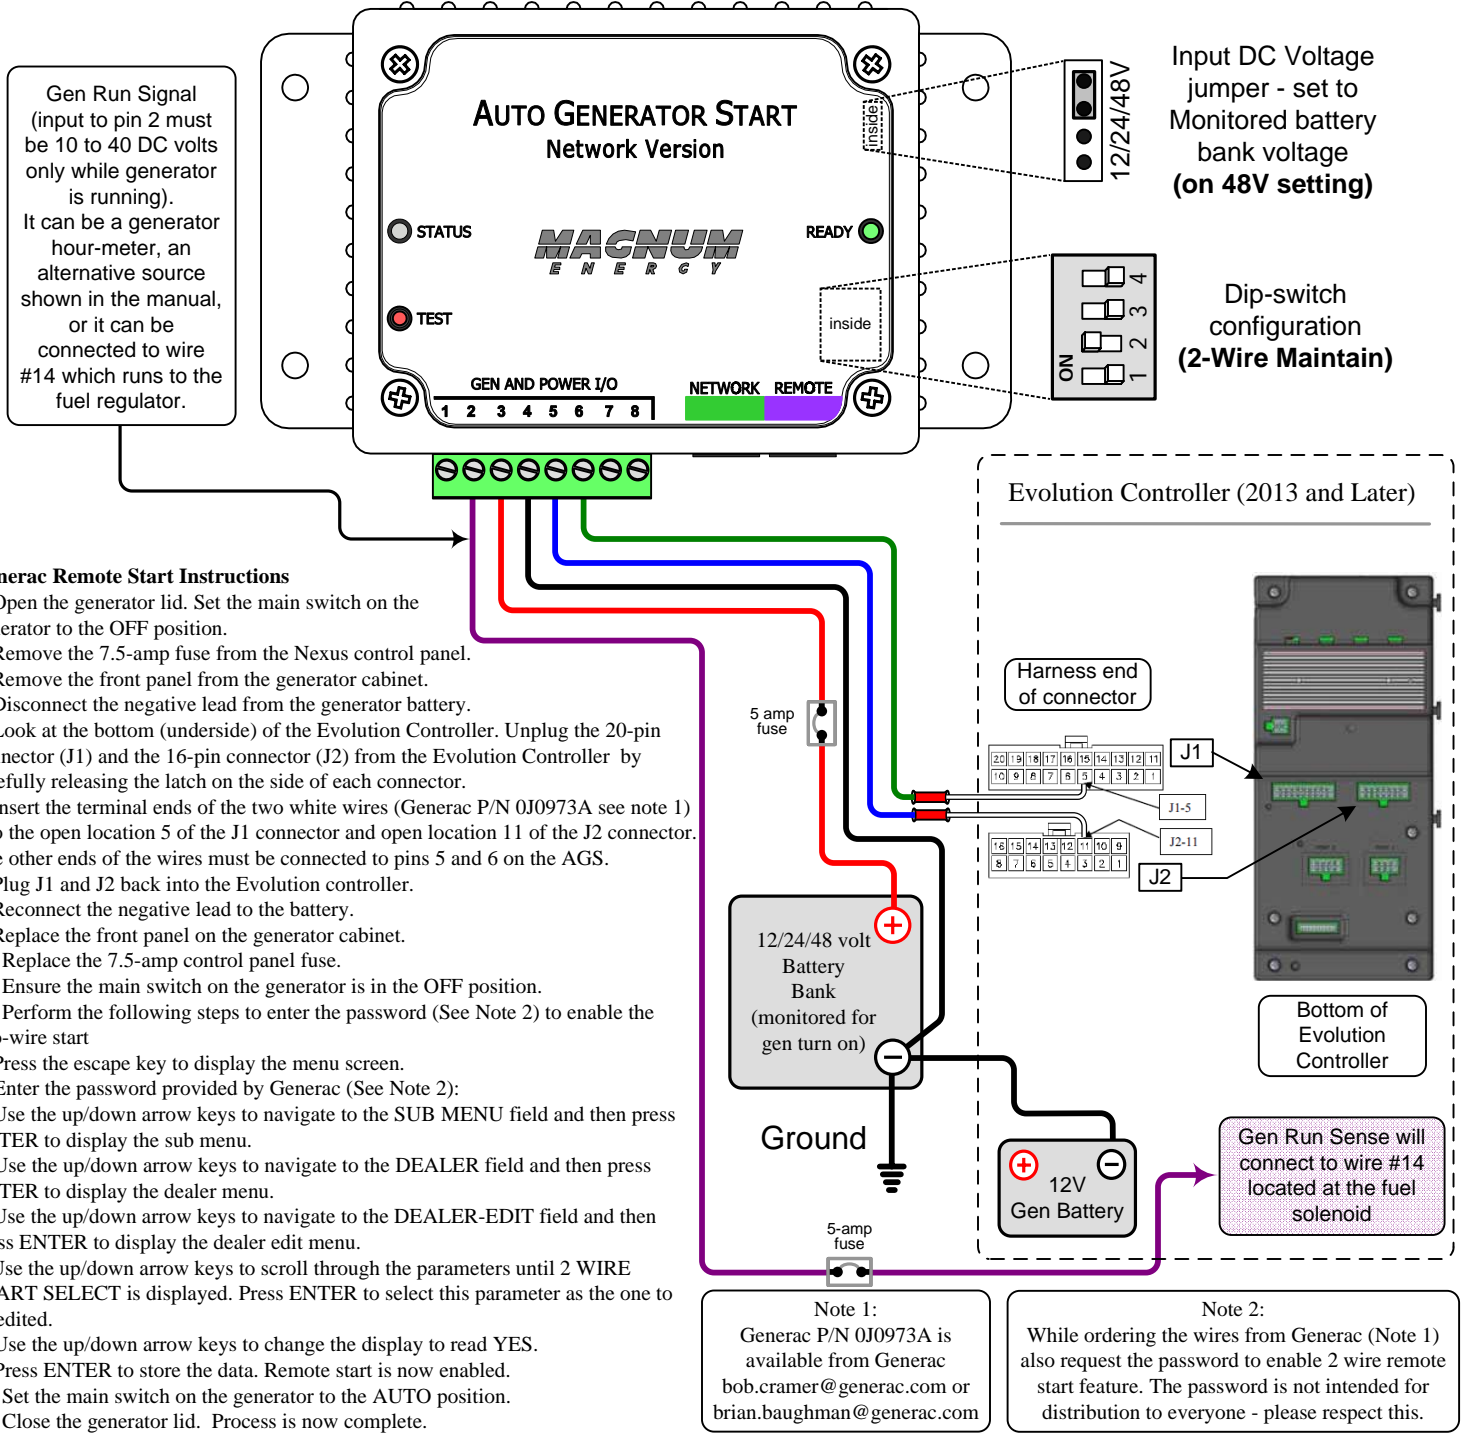 Gen Run Signal
(input to pin 2 must
be 10 to 40 DC volts
only while generator
is running).
It can be a generator
hour-meter, an
alternative source
shown in the manual,
or it can be
connected to wire
#14 which runs to the
fuel regulator.
AUTO GENERATOR START
Network Version
inside
STATUS
MAGNUM
ENERGY
READY
TEST
inside
GEN AND POWER I/O
NETWORK REMOTE
1 2 3 4 5 6 7 8
12/24/48V
Input DC Voltage
jumper - set to
Monitored battery
bank voltage
(on 48V setting)
4
3
2
1
ON
Dip-switch
configuration
(2-Wire Maintain)
Evolution Controller (2013 and Later)
nerac Remote Start Instructions
Open the generator lid. Set the main switch on the
erator to the OFF position.
Remove the 7.5-amp fuse from the Nexus control panel.
Remove the front panel from the generator cabinet.
Disconnect the negative lead from the generator battery.
Look at the bottom (underside) of the Evolution Controller. Unplug the 20-pin
nector (J1) and the 16-pin connector (J2) from the Evolution Controller by
efully releasing the latch on the side of each connector.
nsert the terminal ends of the two white wires (Generac P/N 0J0973A see note 1)
o the open location 5 of the J1 connector and open location 11 of the J2 connector.
e other ends of the wires must be connected to pins 5 and 6 on the AGS.
Plug J1 and J2 back into the Evolution controller.
Reconnect the negative lead to the battery.
Replace the front panel on the generator cabinet.
Replace the 7.5-amp control panel fuse.
Ensure the main switch on the generator is in the OFF position.
Perform the following steps to enter the password (See Note 2) to enable the
o-wire start
Press the escape key to display the menu screen.
Enter the password provided by Generac (See Note 2):
Use the up/down arrow keys to navigate to the SUB MENU field and then press
TER to display the sub menu.
Use the up/down arrow keys to navigate to the DEALER field and then press
TER to display the dealer menu.
Use the up/down arrow keys to navigate to the DEALER-EDIT field and then
ss ENTER to display the dealer edit menu.
Use the up/down arrow keys to scroll through the parameters until 2 WIRE
ART SELECT is displayed. Press ENTER to select this parameter as the one to
edited.
Use the up/down arrow keys to change the display to read YES.
Press ENTER to store the data. Remote start is now enabled.
Set the main switch on the generator to the AUTO position.
Close the generator lid. Process is now complete.
5 amp
fuse
Harness end
of connector
20 19 18 17 16 15 14 13 12 11
10 9 8 7 6 5 4 3 2 1
J1
J1-5
J2-11
16 15 14 13 12 11 10 9
8 7 6 5 4 3 2 1
J2
12/24/48 volt
Battery
Bank
(monitored for
gen turn on)
Ground
Bottom of
Evolution
Controller
12V
Gen Battery
Gen Run Sense will
connect to wire #14
located at the fuel
solenoid
5-amp
fuse
Note 1:
Generac P/N 0J0973A is
available from Generac
bob.cramer@generac.com or
brian.baughman@generac.com
Note 2:
While ordering the wires from Generac (Note 1)
also request the password to enable 2 wire remote
start feature. The password is not intended for
distribution to everyone - please respect this.